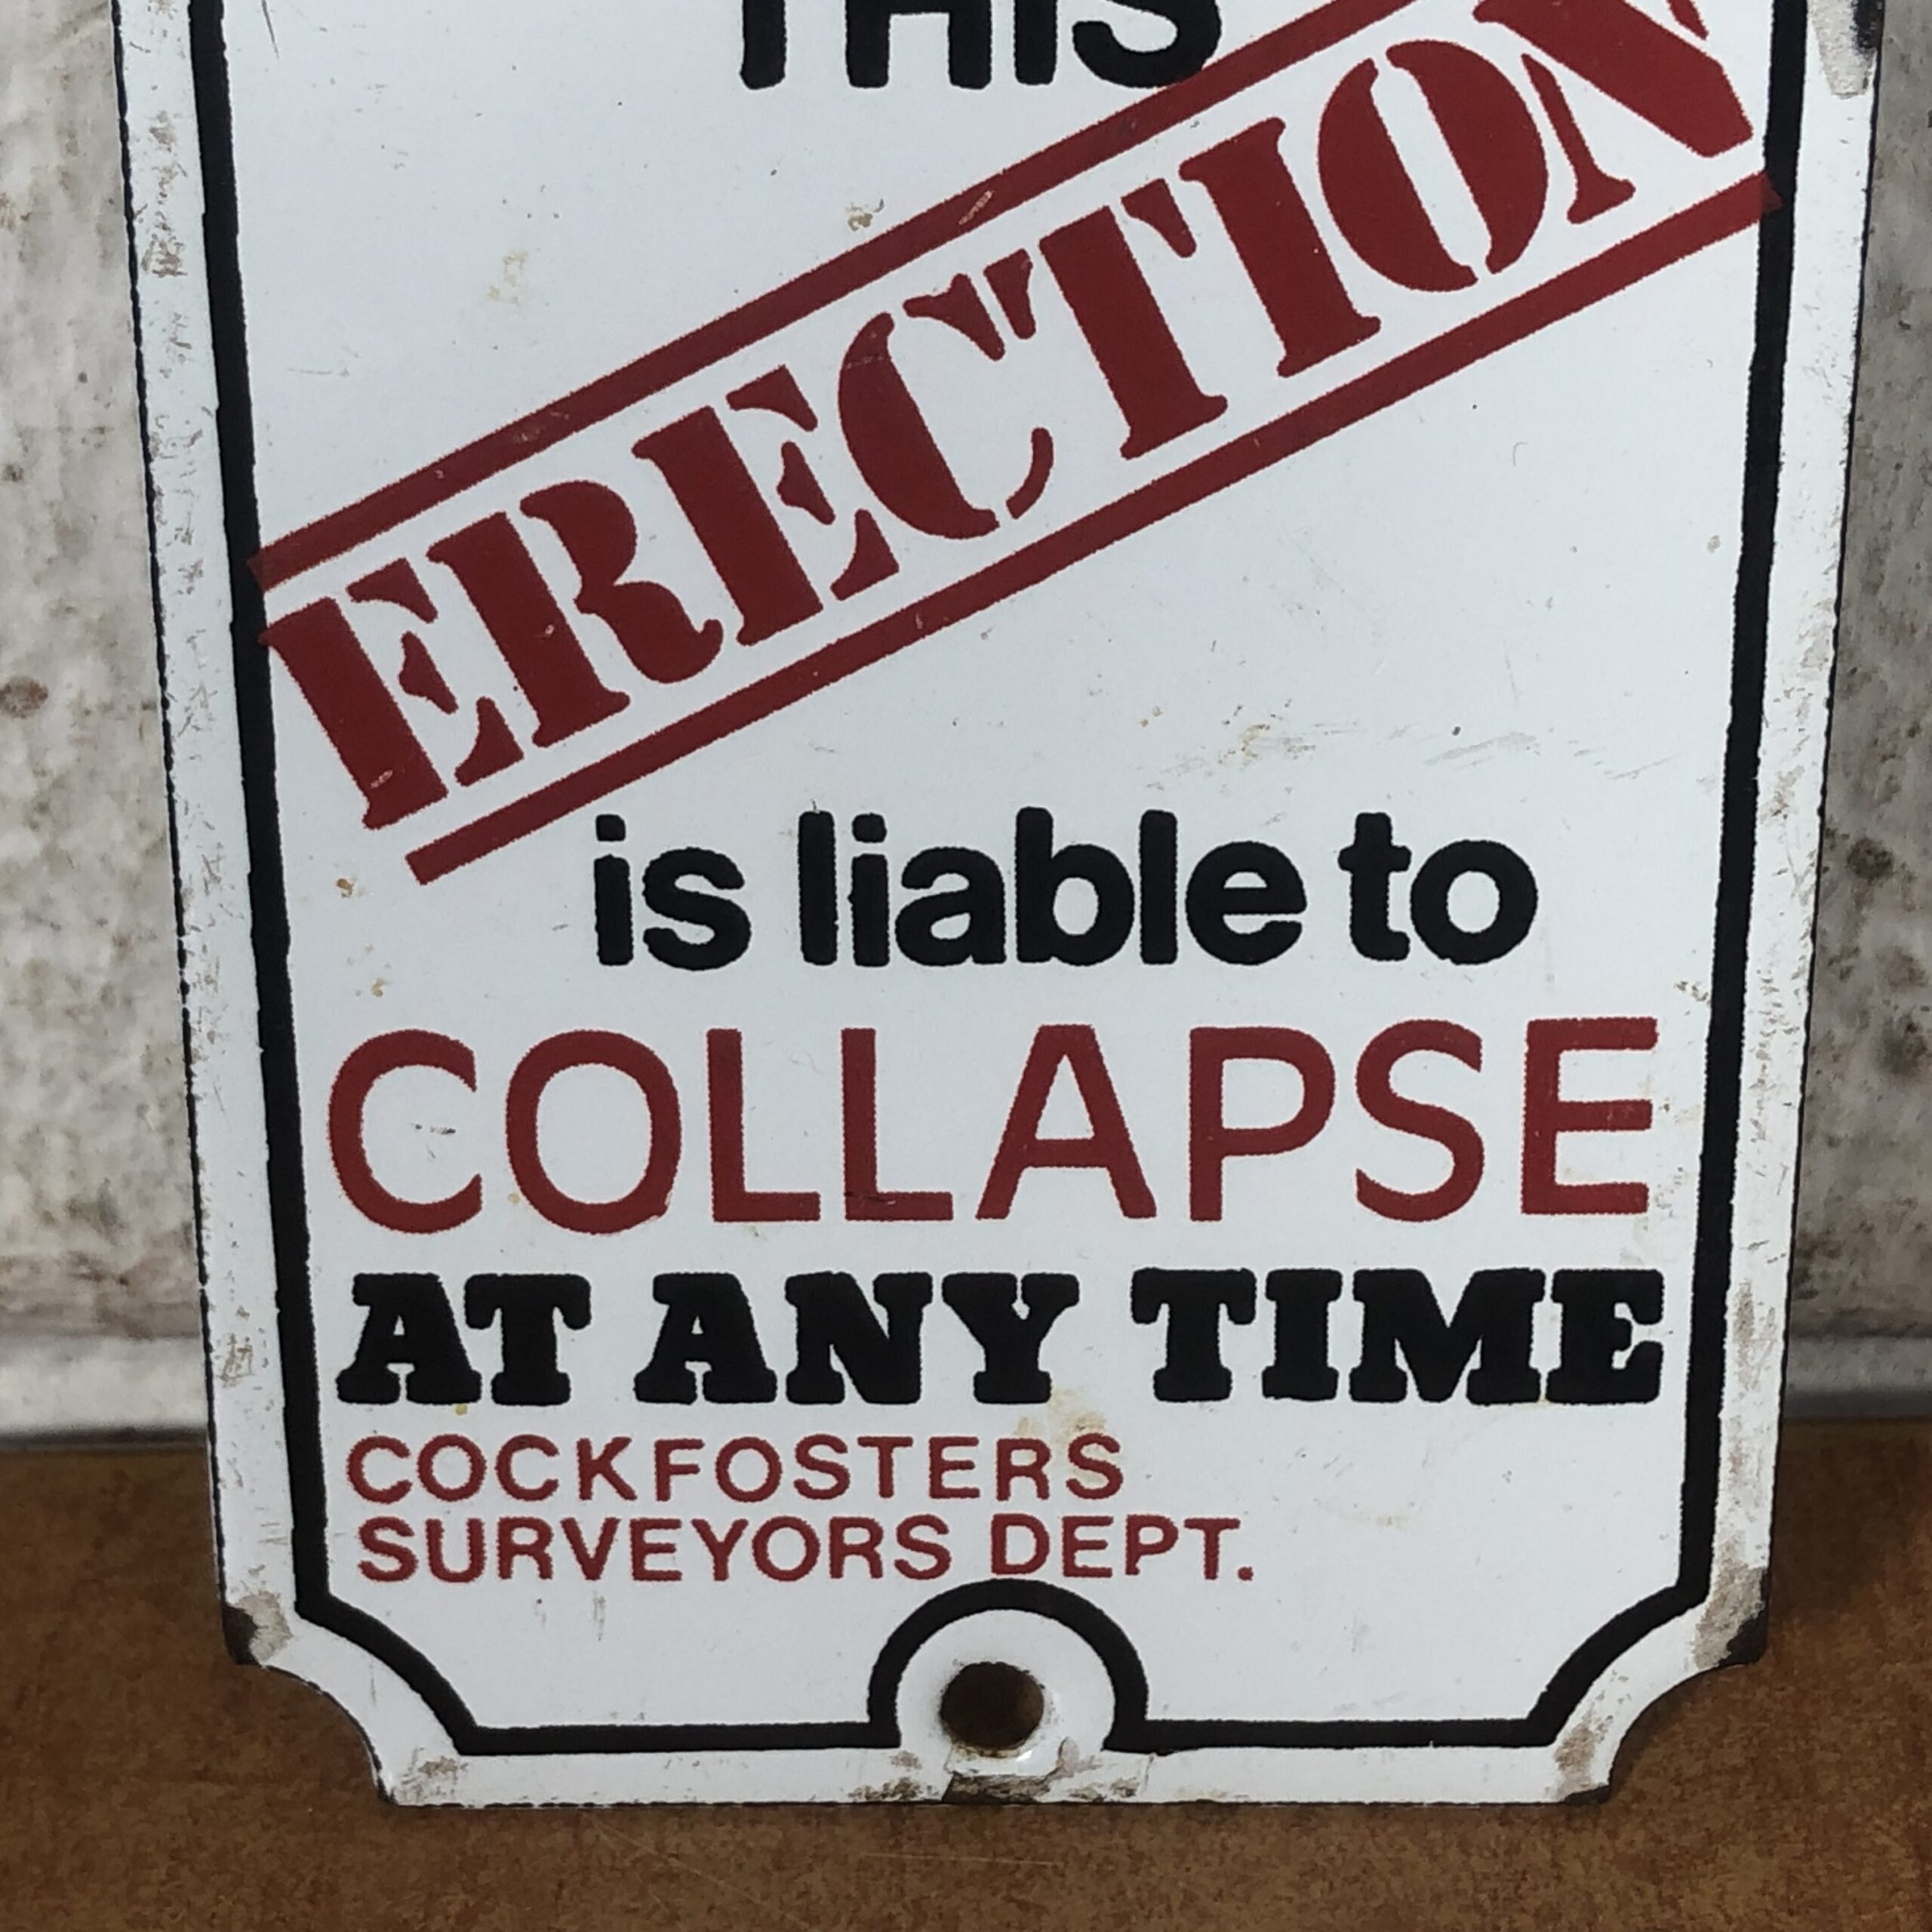 THIS
ERECTION
is liable to
COLLAPSE
AT ANY TIME
COCKFOSTERS
SURVEYORS DEPT.